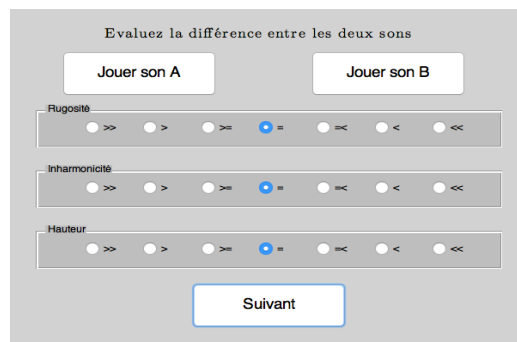 Evaluez la différence entre les deux sons
Jouer son A Jouer son B
Rugosité
>> > >= = =< < <<
Inharmonicité
>> > >= = =< < <<
Hauteur
>> > >= = =< < <<
Suivant